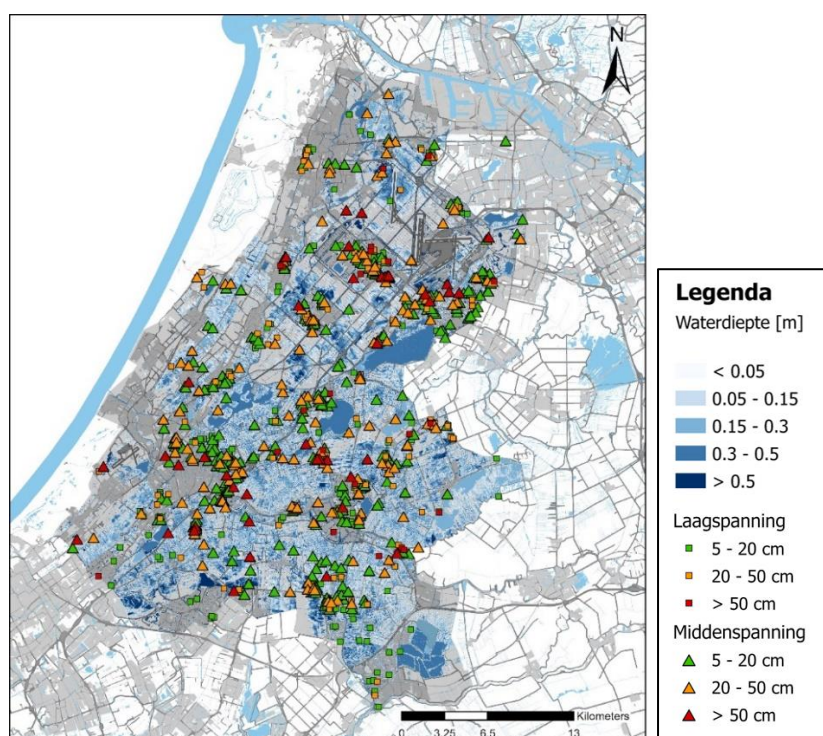 N
Kilometers
0 3.25 6.5 13
Legenda
Waterdiepte [m]
< 0.05
0.05 - 0.15
0.15 - 0.3
0.3 - 0.5
> 0.5
Laagspanning
5 - 20 cm
20 - 50 cm
> 50 cm
Middenspanning
5 - 20 cm
20 - 50 cm
> 50 cm